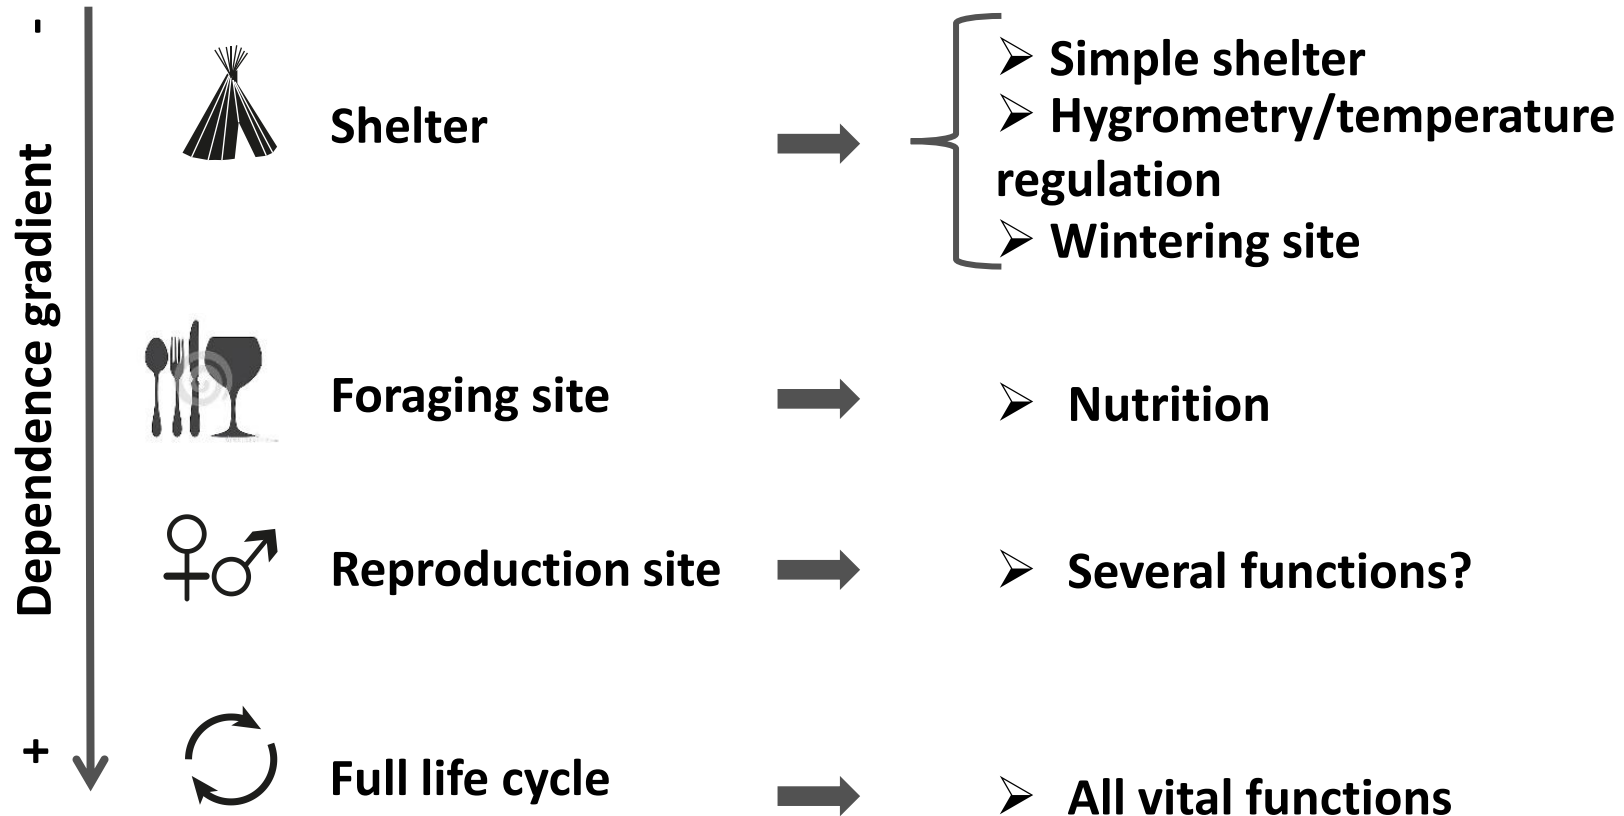 -
Dependence gradient
+
Shelter
➢ Simple shelter
➢ Hygrometry/temperature
regulation
➢ Wintering site
Foraging site
➢ Nutrition
Reproduction site
➢ Several functions?
Full life cycle
➢ All vital functions